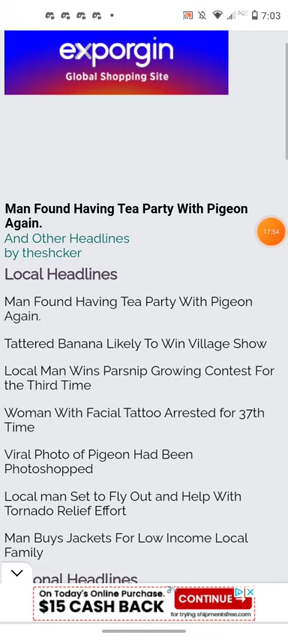 7:03
exporgin
Global Shopping Site
Man Found Having Tea Party With Pigeon
Again.
And Other Headlines
by theshcker
17:54
Local Headlines
Man Found Having Tea Party With Pigeon
Again.
Tattered Banana Likely To Win Village Show
Local Man Wins Parsnip Growing Contest For
the Third Time
Woman With Facial Tattoo Arrested for 37th
Time
Viral Photo of Pigeon Had Been
Photoshopped
Local man Set to Fly Out and Help With
Tornado Relief Effort
Man Buys Jackets For Low Income Local
Family
onal Headlines
On Today's Online Purchase.
$15 CASH BACK
CONTINUE
for trying shipmentsfree.com